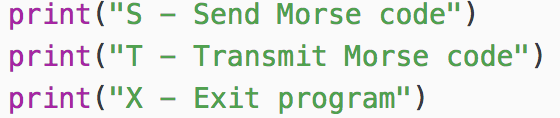 print("S – Send Morse code")
print("T – Transmit Morse code")
print("X – Exit program")